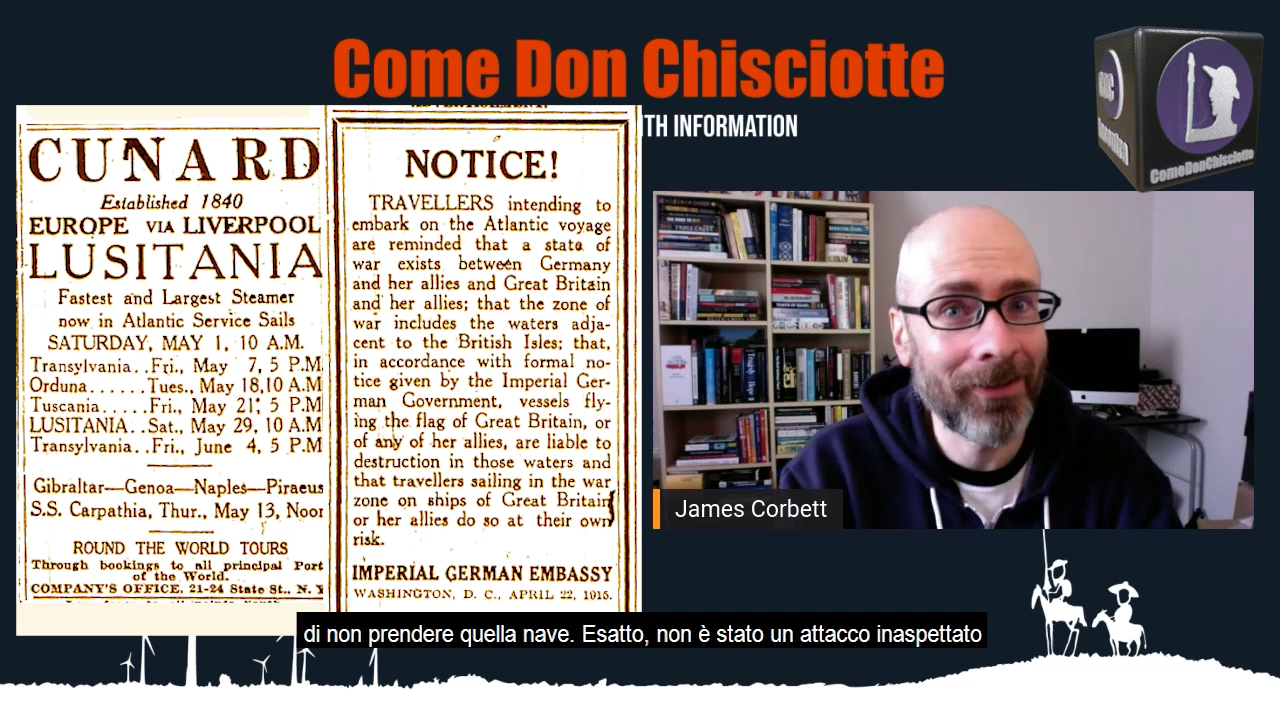 Come Don Chisciotte
TH INFORMATION
ComeDonChisciotte
CUNARD
Established 1840
EUROPE VIA LIVERPOOL
LUSITANIA
Fastest and Largest Steamer
now in Atlantic Service Sails
SATURDAY, MAY 1, 10 A.M.
Transylvania..Fri., May 7, 5 P.M.
Orduna......Tues., May 18, 10 A.M
Tuscania.....Fri., May 21, 5 P.M
LUSITANIA..Sat., May 29, 10 A.M
Transylvania..Fri., June 4, 5 P.M
Gibraltar—Genoa—Naples—Piraeus
S.S. Carpathia, Thur., May 13, Noon
ROUND THE WORLD TOURS
Through bookings to all principal Port
of the World.
COMPANY'S OFFICE, 21-24 State St., N. Y
ADVERTISEMENT.
NOTICE!
TRAVELLERS intending to
embark on the Atlantic voyage
are reminded that a state of
war exists between Germany
and her allies and Great Britain
and her allies; that the zone of
war includes the waters adja-
cent to the British Isles; that,
in accordance with formal no-
tice given by the Imperial Ger-
man Government, vessels fly-
ing the flag of Great Britain, or
of any of her allies, are liable to
destruction in those waters and
that travellers sailing in the war
zone on ships of Great Britain
or her allies do so at their own
risk.
IMPERIAL GERMAN EMBASSY
WASHINGTON, D. C., APRIL 22, 1915.
James Corbett
di non prendere quella nave. Esatto, non è stato un attacco inaspettato